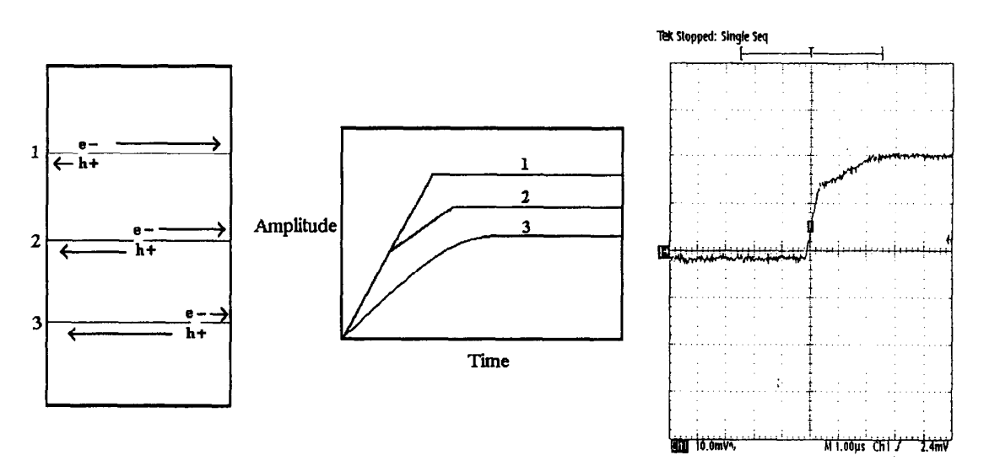 Tek Stopped: Single Seq
1
e-
h+
2
e-
h+
3
e-
h+
Amplitude
1
2
3
Time
10.0mV
M 1.00μs Ch1 2.4mV